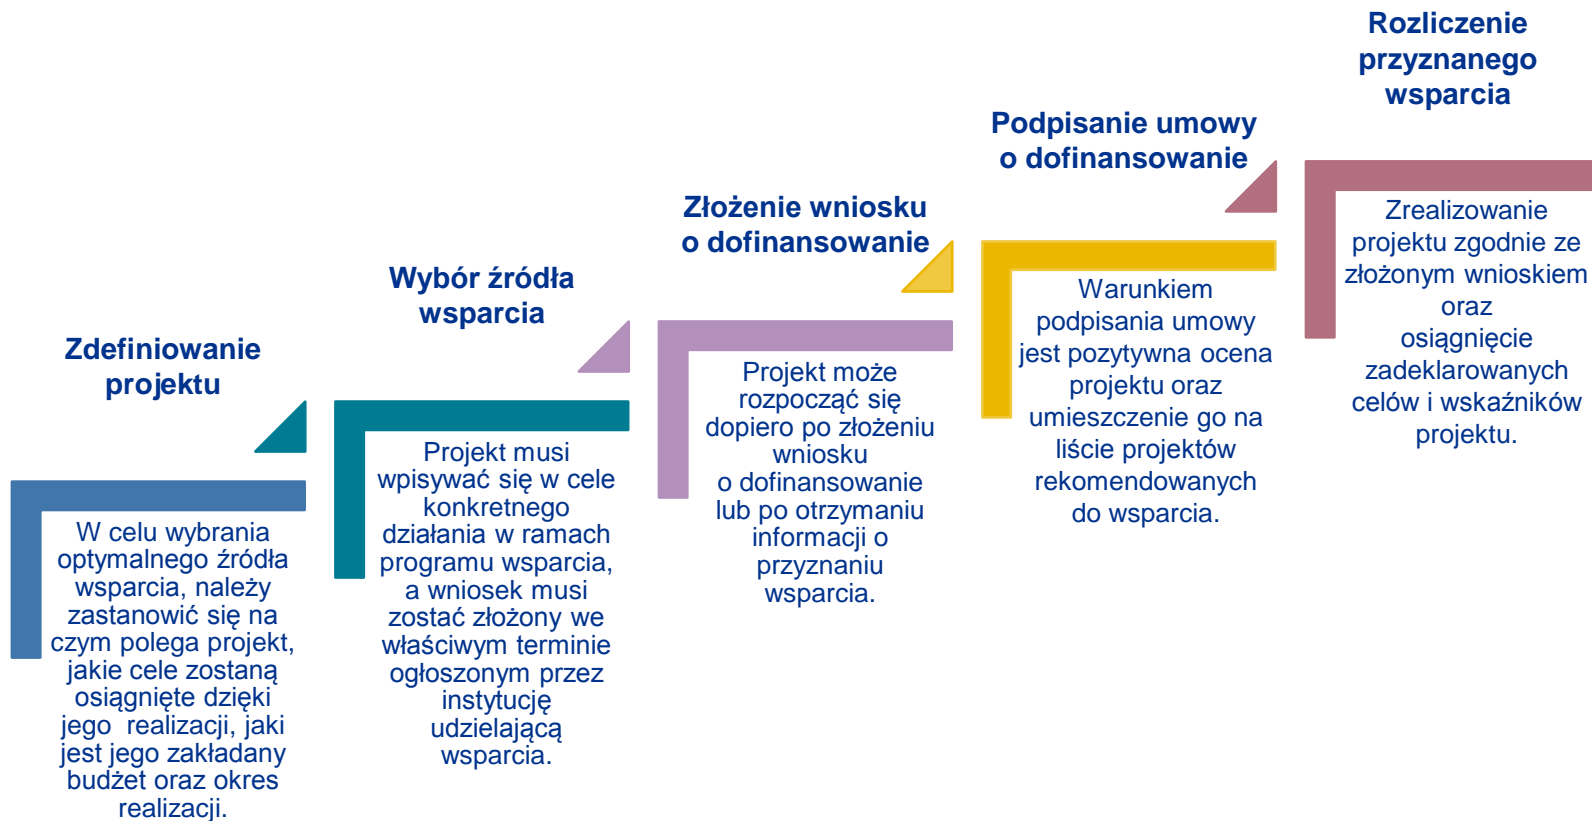 Zdefiniowanie
projektu
W celu wybrania
optymalnego źródła
wsparcia, należy
zastanowić się na
czym polega projekt,
jakie cele zostaną
osiągnięte dzięki
jego realizacji, jaki
jest jego zakładany
budżet oraz okres
realizacji.
Wybór źródła
wsparcia
Projekt musi
wpisywać się w cele
konkretnego
działania w ramach
programu wsparcia,
a wniosek musi
zostać złożony we
właściwym terminie
ogłoszonym przez
instytucję
udzielającą
wsparcia.
Złożenie wniosku
o dofinansowanie
Projekt może
rozpocząć się
dopiero po złożeniu
wniosku
o dofinansowanie
lub po otrzymaniu
informacji o
przyznaniu
wsparcia.
Podpisanie umowy
o dofinansowanie
Warunkiem
podpisania umowy
jest pozytywna ocena
projektu oraz
umieszczenie go na
liście projektów
rekomendowanych
do wsparcia.
Rozliczenie
przyznanego
wsparcia
Zrealizowanie
projektu zgodnie ze
złożonym wnioskiem
oraz
osiągnięcie
zadeklarowanych
celów i wskaźników
projektu.